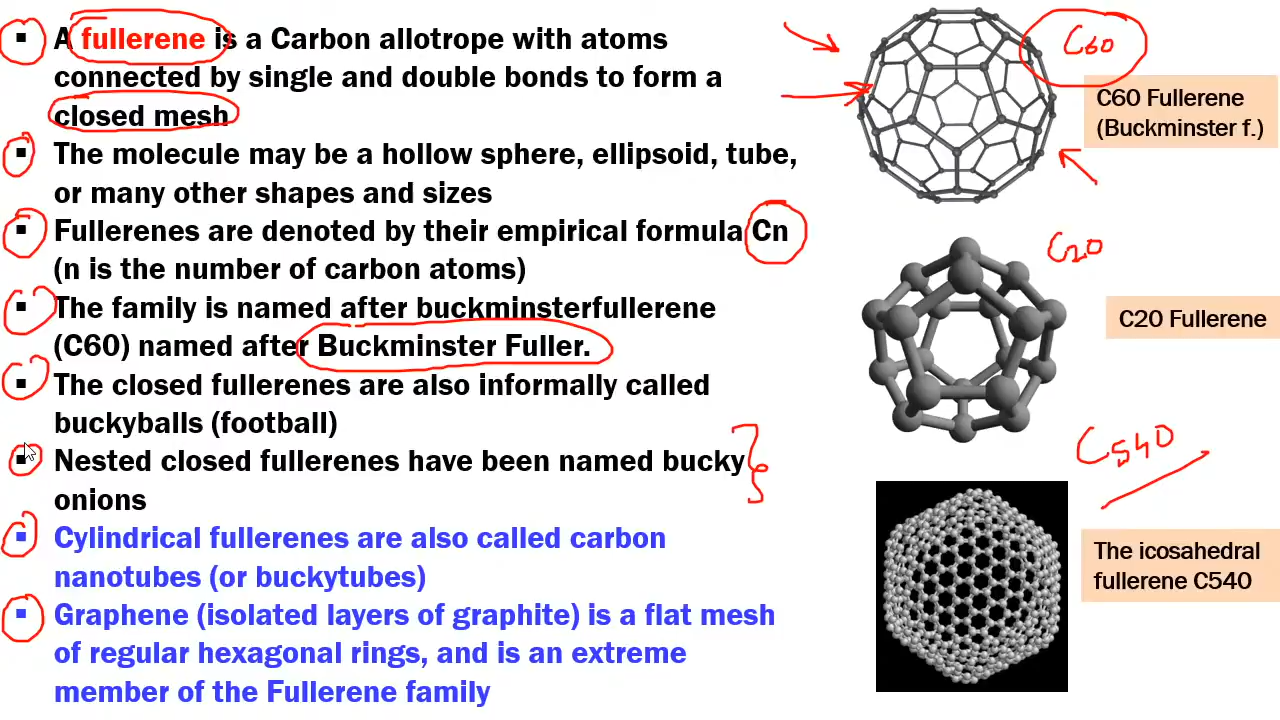 ▪ A fullerene is a Carbon allotrope with atoms
connected by single and double bonds to form a
closed mesh
▪ The molecule may be a hollow sphere, ellipsoid, tube,
or many other shapes and sizes
▪ Fullerenes are denoted by their empirical formula Cn
(n is the number of carbon atoms)
▪ The family is named after buckminsterfullerene
(C60) named after Buckminster Fuller.
▪ The closed fullerenes are also informally called
buckyballs (football)
▪ Nested closed fullerenes have been named bucky
onions
▪ Cylindrical fullerenes are also called carbon
nanotubes (or buckytubes)
▪ Graphene (isolated layers of graphite) is a flat mesh
of regular hexagonal rings, and is an extreme
member of the Fullerene family
C60
C60 Fullerene
(Buckminster f.)
C20
C20 Fullerene
C540
The icosahedral
fullerene C540